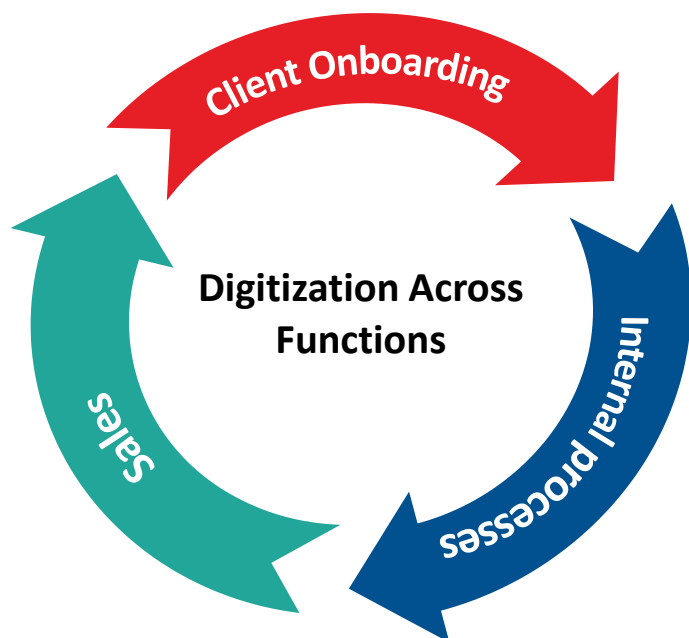 Client Onboarding
Digitization Across
Functions
Internal processes
Sales